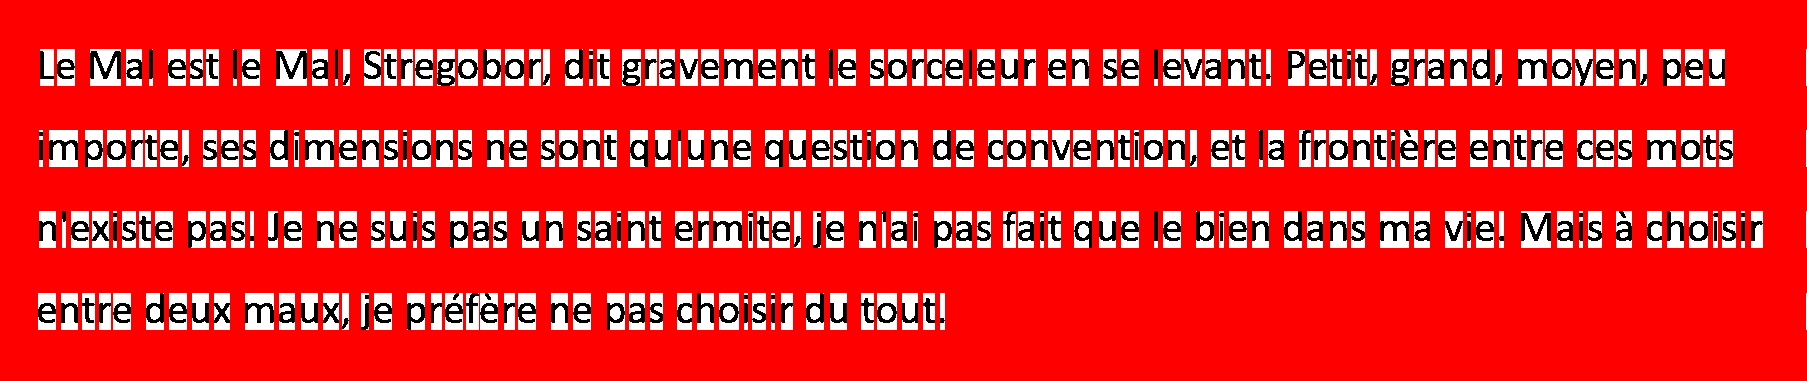 Le Mal est le Mal, Stregobor, dit gravement le sorceleur en se levant. Petit, grand, moyen, peu
importe, ses dimensions ne sont qu'une question de convention, et la frontière entre ces mots
n'existe pas. Je ne suis pas un saint ermite, je n'ai pas fait que le bien dans ma vie. Mais à choisir
entre deux maux, je préfère ne pas choisir du tout.